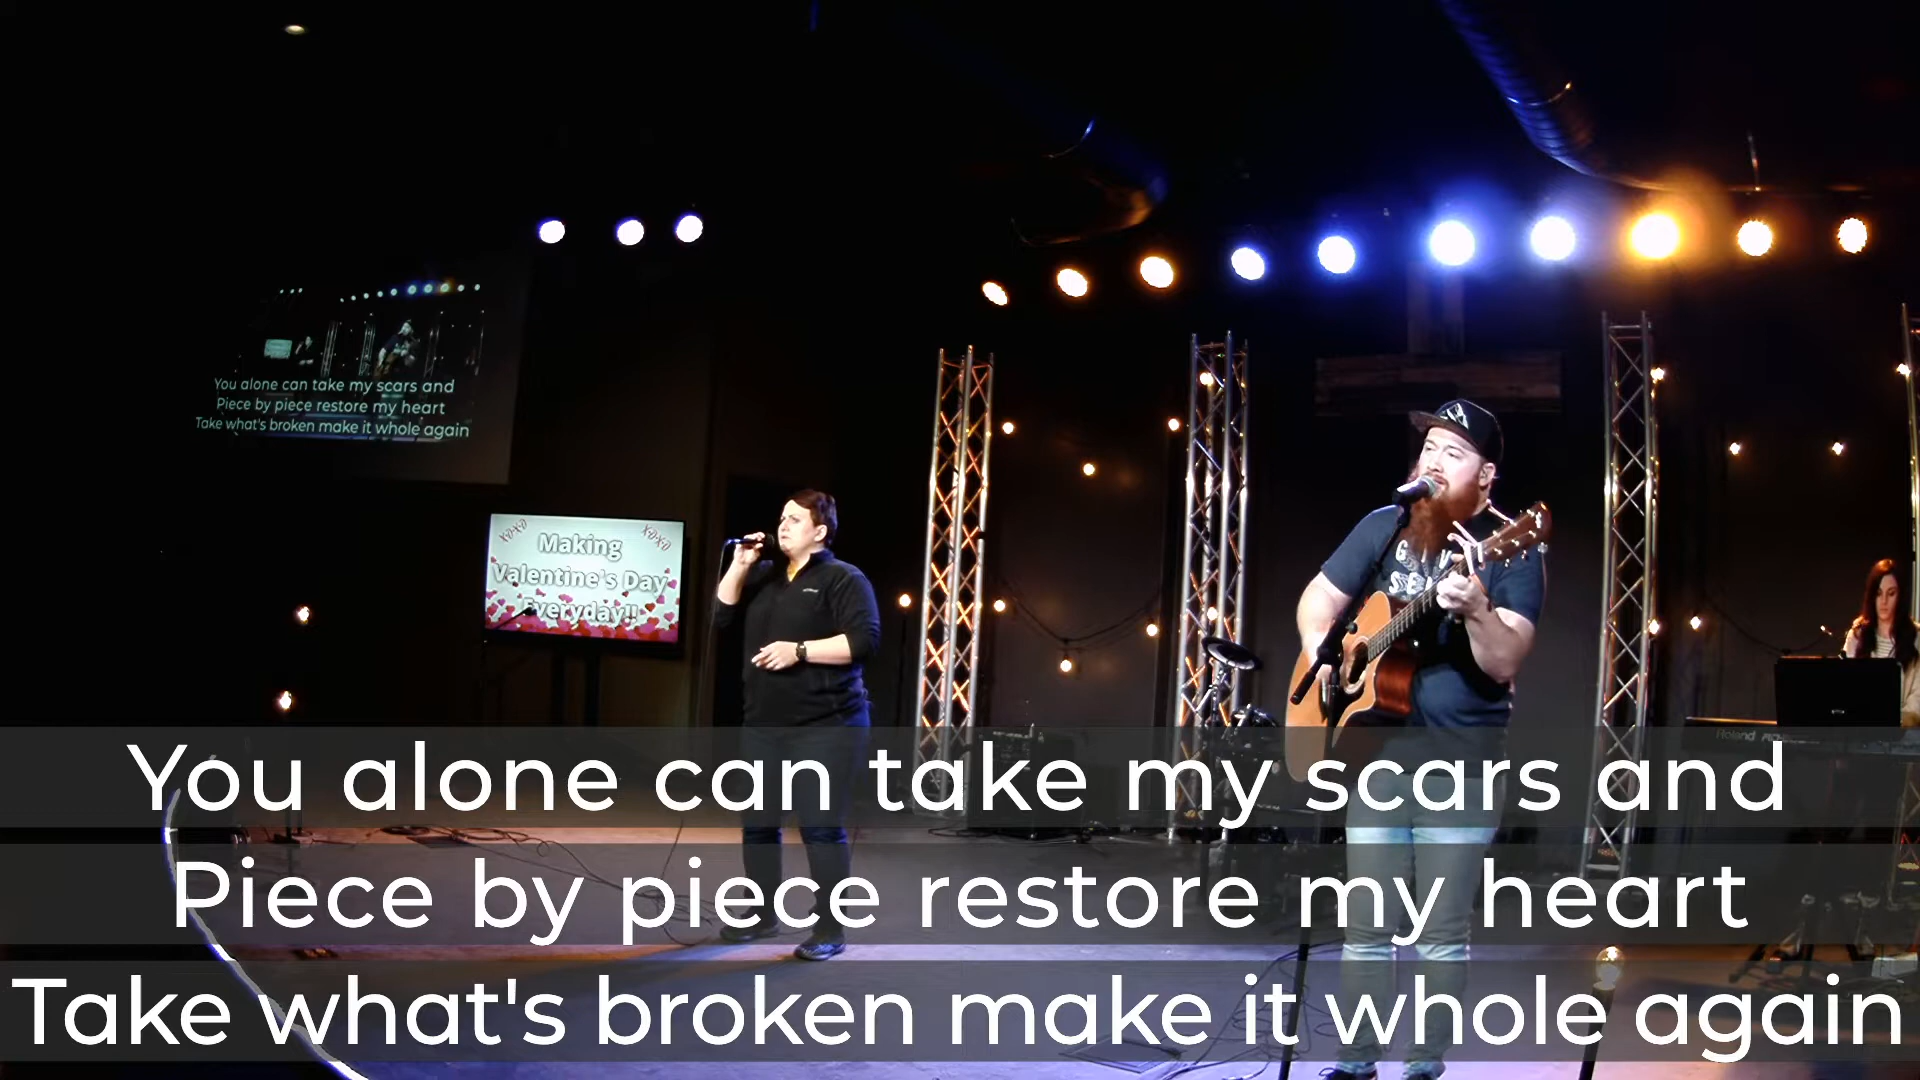 You alone can take my scars and
Piece by piece restore my heart
Take what's broken make it whole again
X-O-X-O
X-O-X-O
Making
Valentine's Day
Everyday!!
Roland
You alone can take my scars and
Piece by piece restore my heart
Take what's broken make it whole again